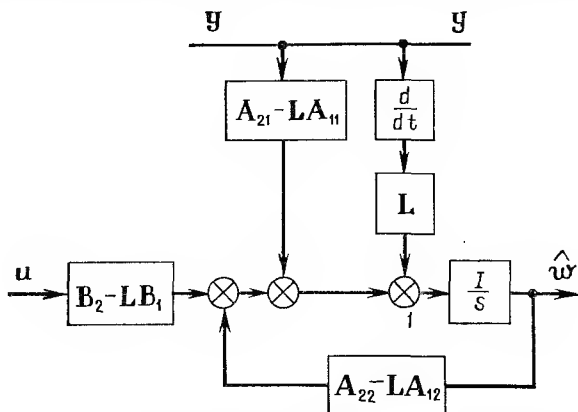 y y
A₂₁-LA₁₁
d/dt
L
u
B₂-LB₁
1
I/s
ŵ
A₂₂-LA₁₂